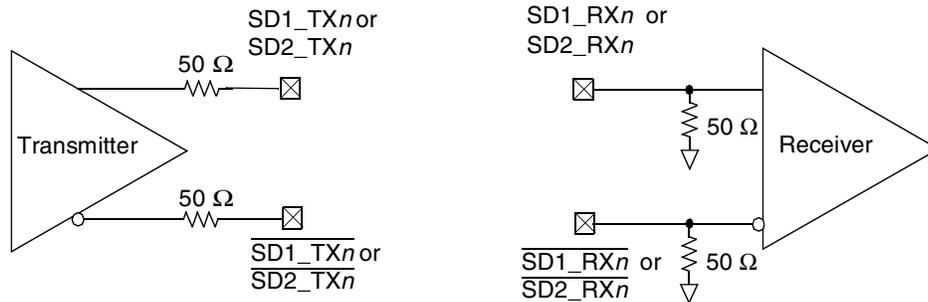 SD1_TXn or
SD2_TXn
50 Ω
Transmitter
50 Ω
SD1_TXn or
SD2_TXn
SD1_RXn or
SD2_RXn
50 Ω
Receiver
SD1_RXn or
SD2_RXn
50 Ω